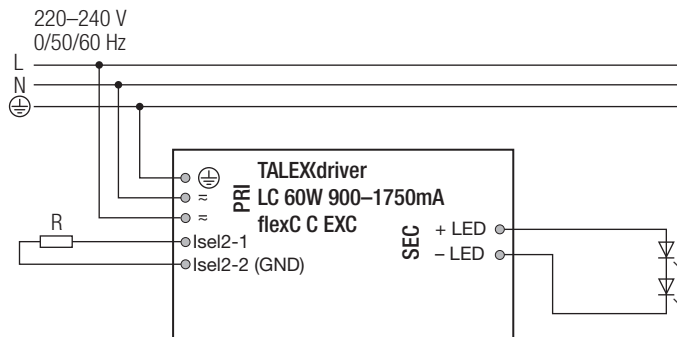 220–240 V
0/50/60 Hz
L
N
TALEXXdriver
LC 60W 900–1750mA
flexC C EXC
PRI
≂
≂
R
Isel2-1
Isel2-2 (GND)
SEC
+ LED
– LED